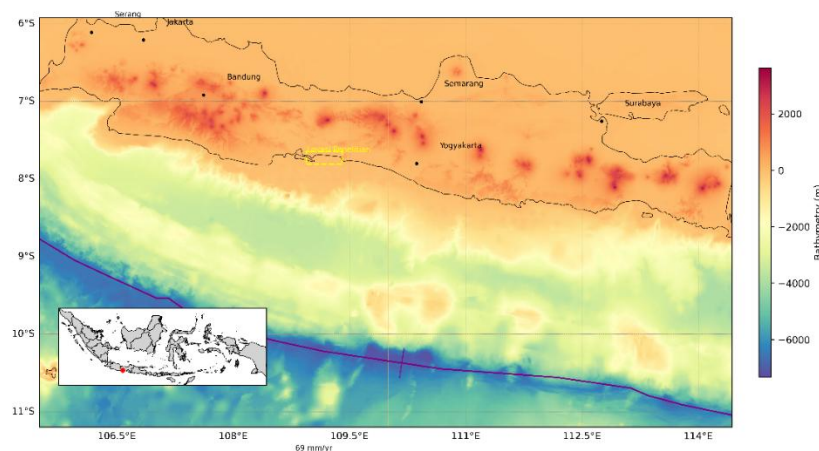 Serang
Jakarta
6°S
Bandung
Semarang
7°S
Surabaya
Yogyakarta
8°S
9°S
10°S
11°S
106.5°E
108°E
109.5°E
111°E
112.5°E
114°E
69 mm/yr
2000
0
−2000
−4000
−6000
Bathymetry (m)